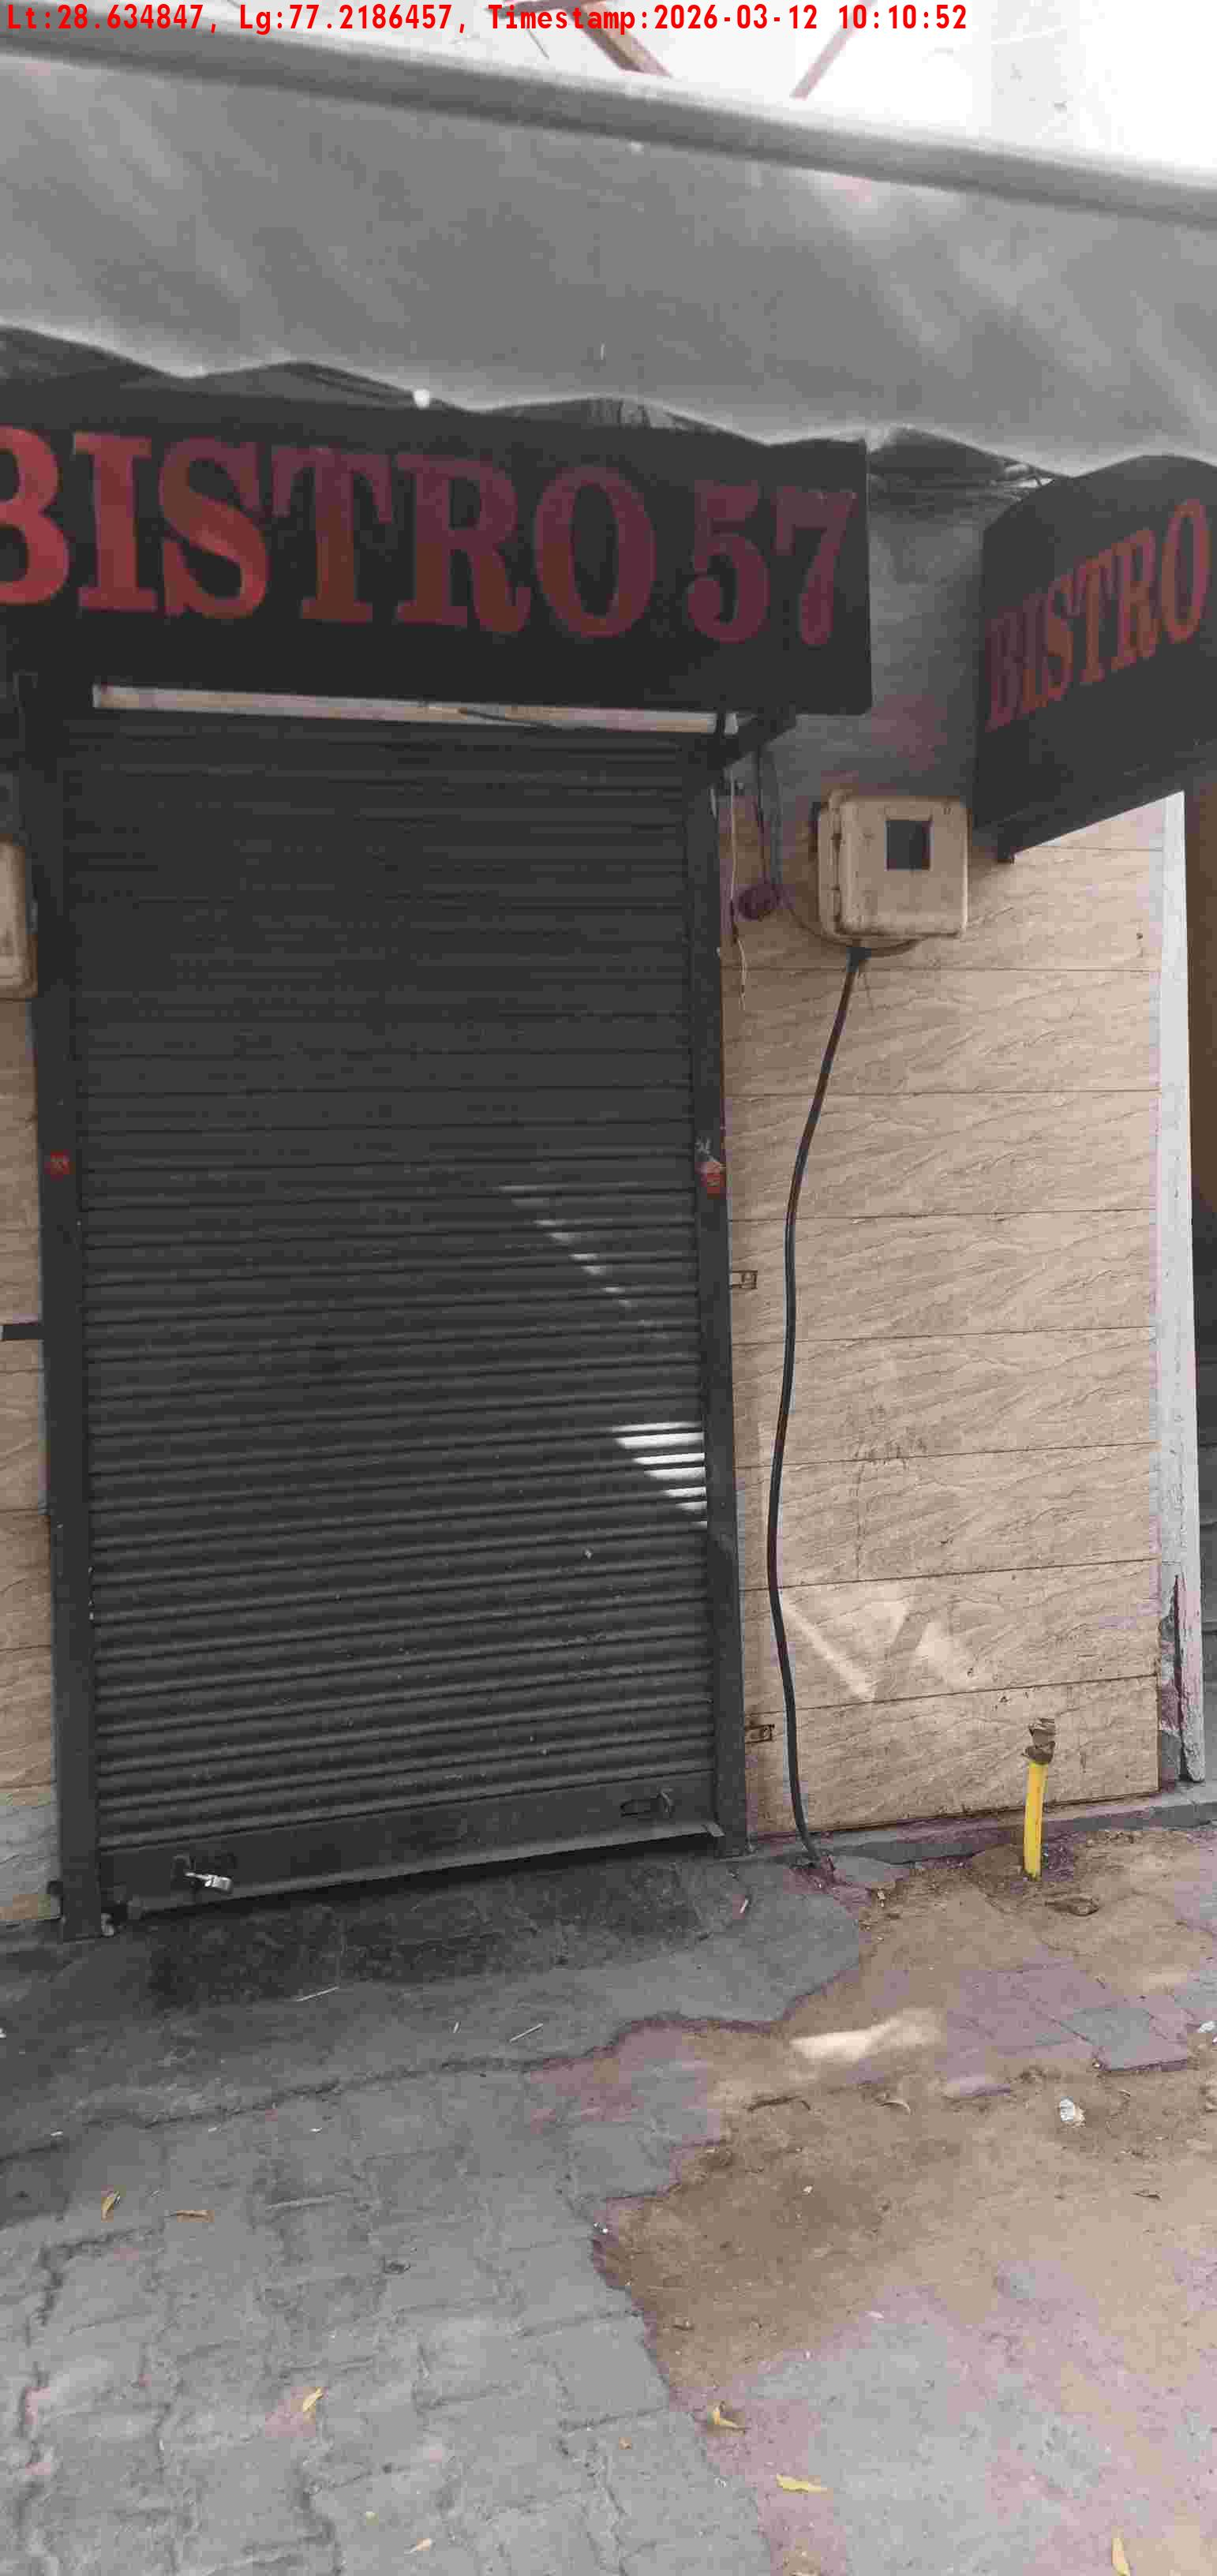 Lt:28.634847, Lg:77.2186457, Timestamp:2026-03-12 10:10:52
BISTRO 57
BISTRO